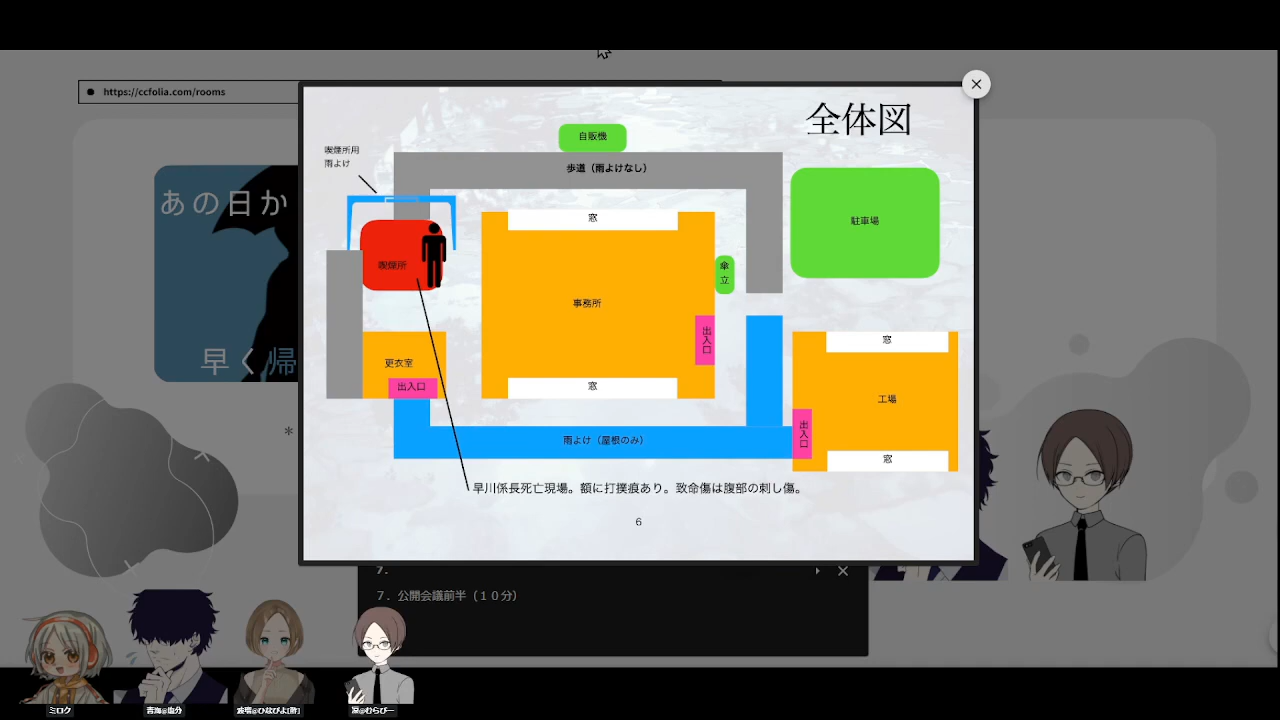 https://ccfolia.com/rooms
全体図
自販機
喫煙所用
雨よけ
歩道（雨よけなし）
あの日か
窓
駐車場
喫煙所
傘立
事務所
出入口
窓
更衣室
早く帰
出入口
窓
工場
出入口
*
雨よけ（屋根のみ）
窓
早川係長死亡現場。額に打撲痕あり。致命傷は腹部の刺し傷。
6
7.
7. 公開会議前半（１０分）
ミロク